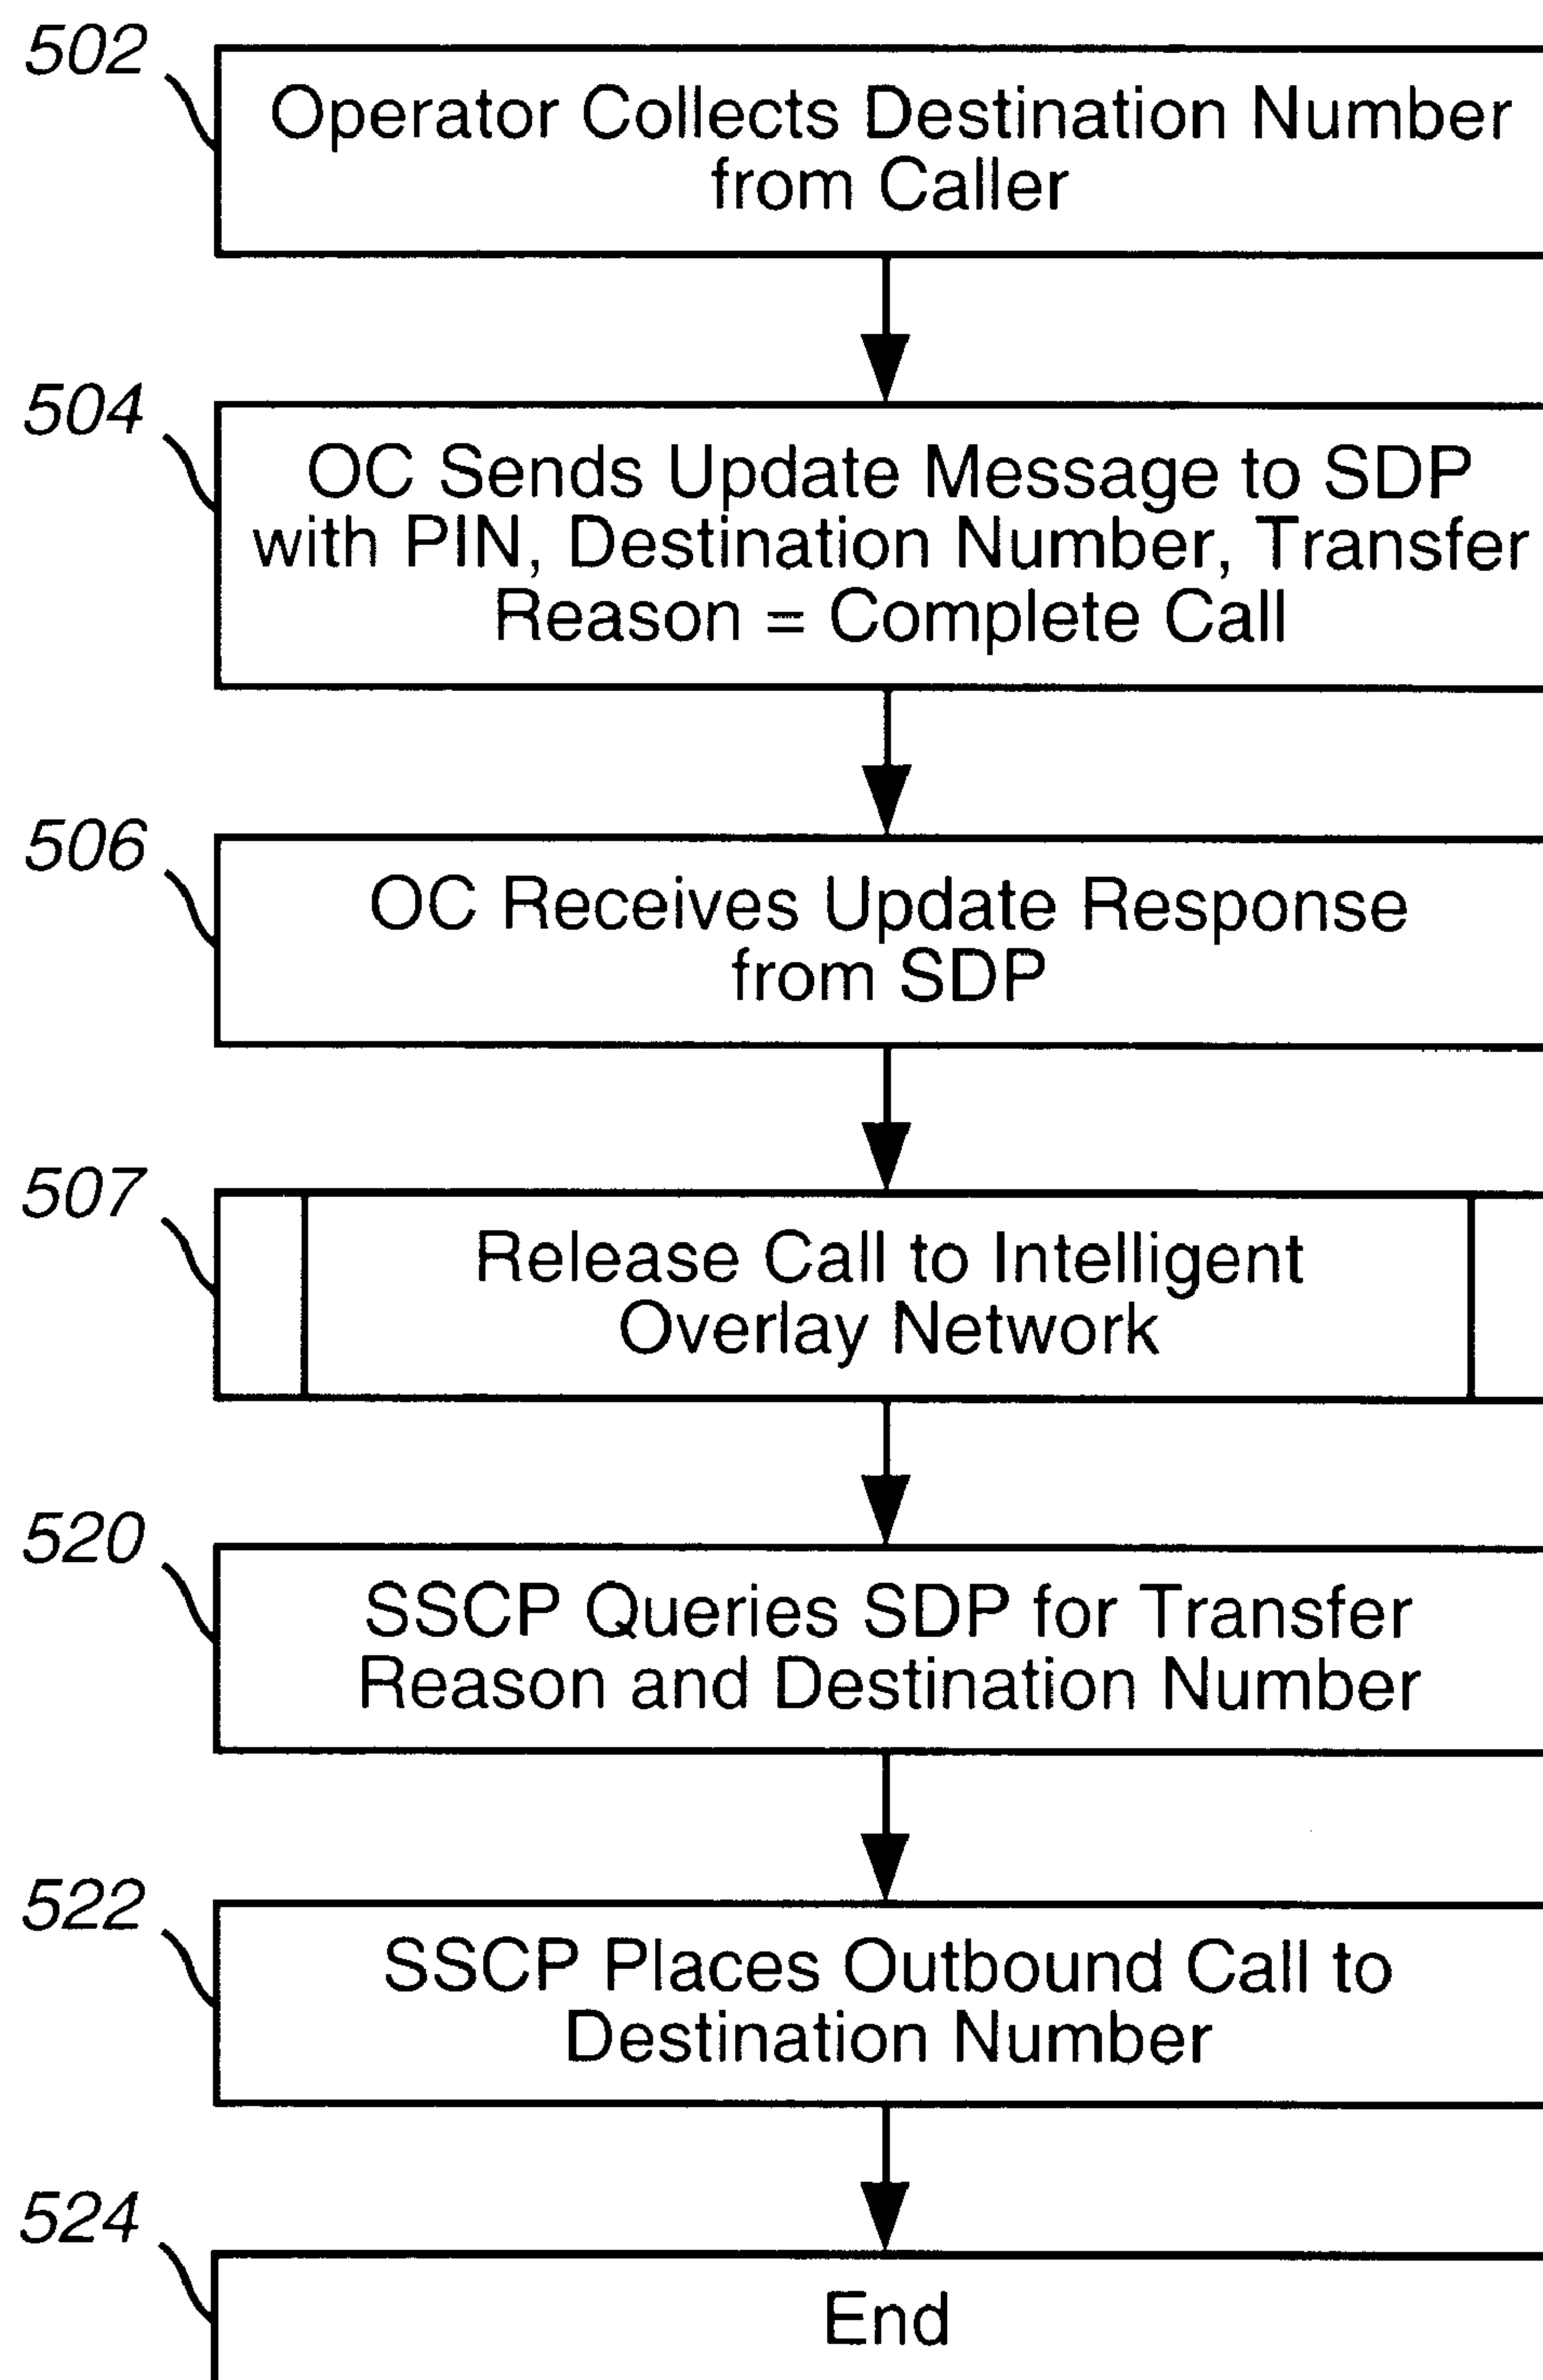 502
Operator Collects Destination Number
from Caller
504
OC Sends Update Message to SDP
with PIN, Destination Number, Transfer
Reason = Complete Call
506
OC Receives Update Response
from SDP
507
Release Call to Intelligent
Overlay Network
520
SSCP Queries SDP for Transfer
Reason and Destination Number
522
SSCP Places Outbound Call to
Destination Number
524
End